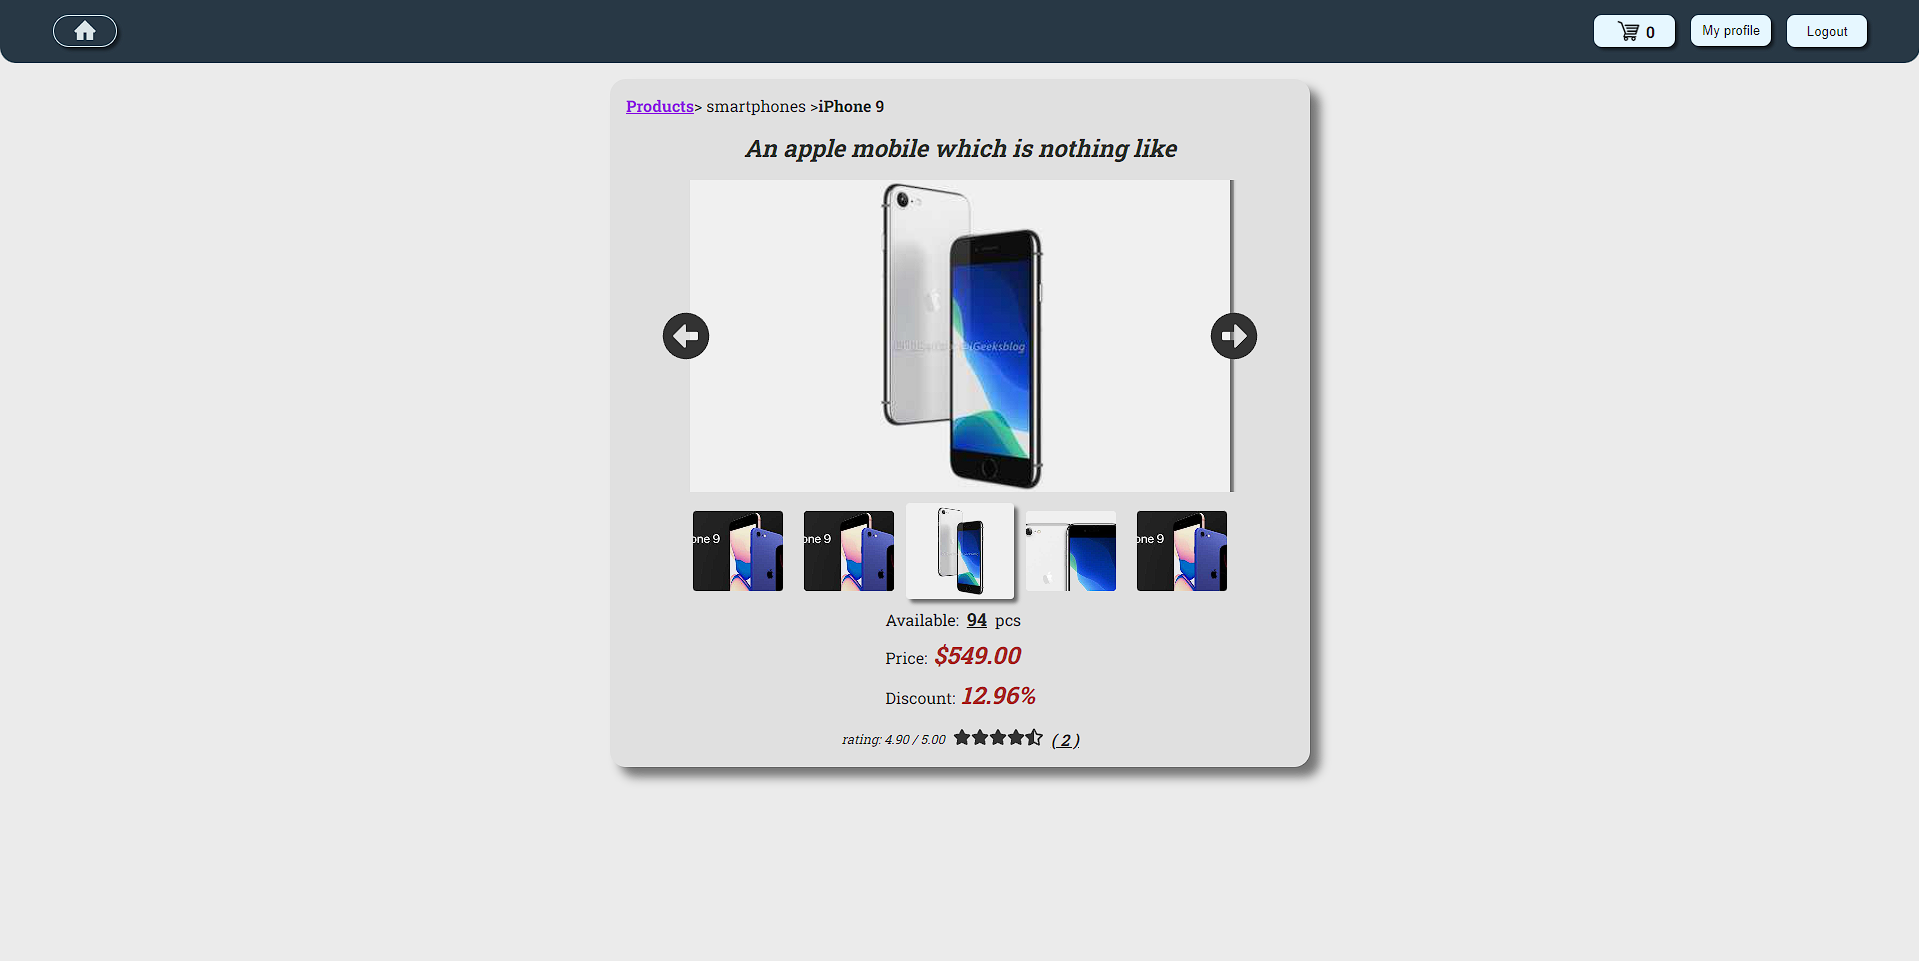 0
My profile
Logout
Products> smartphones >iPhone 9
An apple mobile which is nothing like
iGeeksblog
one 9
one 9
one 9
Available: 94 pcs
Price: $549.00
Discount: 12.96%
rating: 4.90 / 5.00 ( 2 )